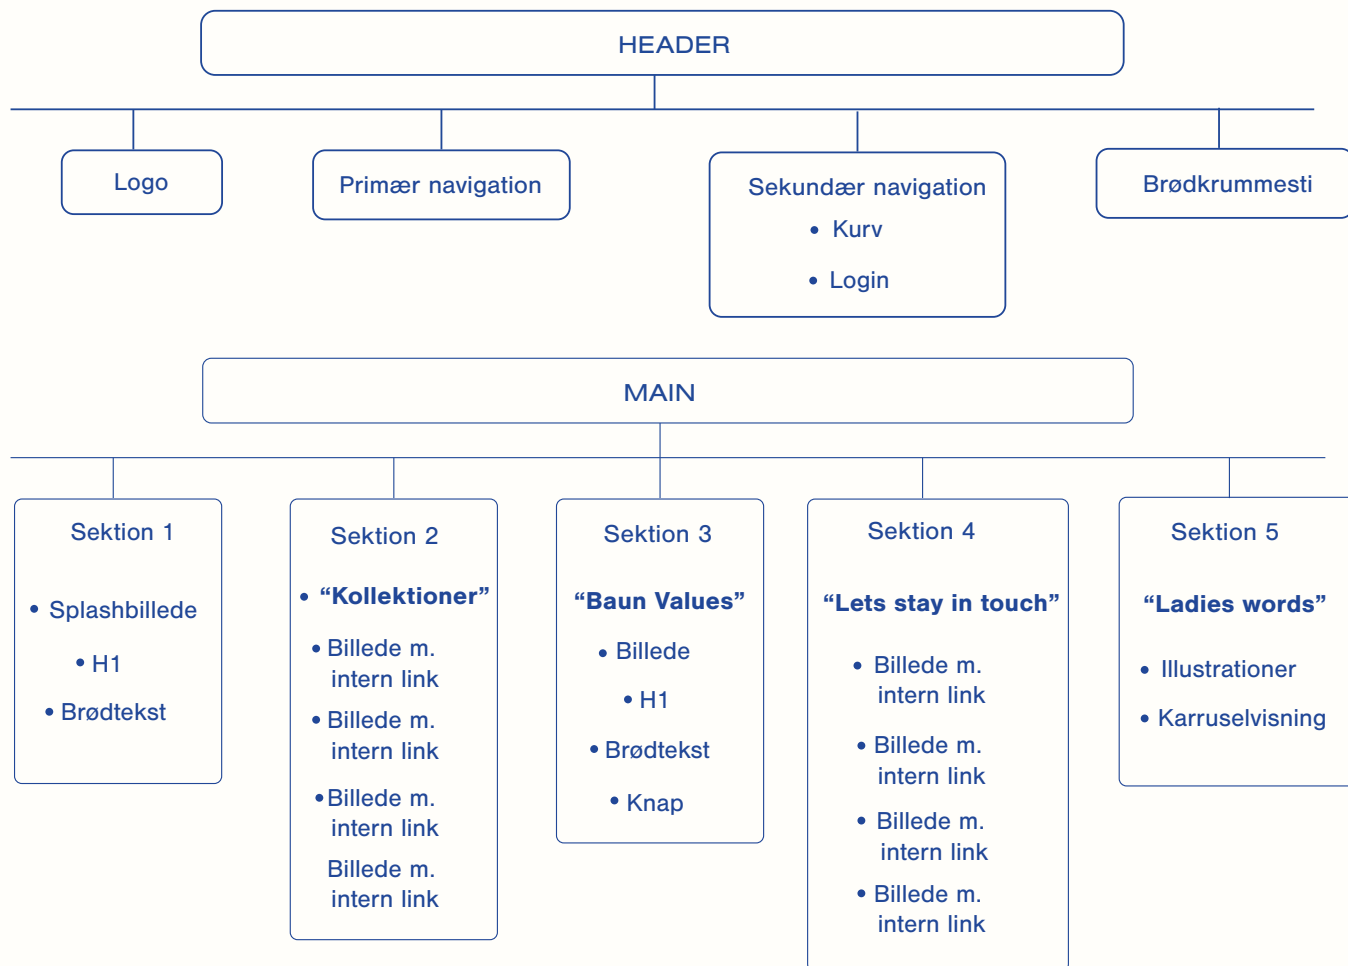 HEADER
Logo
Primær navigation
Sekundær navigation
• Kurv
• Login
Brødkrummesti
MAIN
Sektion 1
• Splashbillede
• H1
• Brødtekst
Sektion 2
• “Kollektioner”
• Billede m.
intern link
• Billede m.
intern link
• Billede m.
intern link
Billede m.
intern link
Sektion 3
“Baun Values”
• Billede
• H1
• Brødtekst
• Knap
Sektion 4
“Lets stay in touch”
• Billede m.
intern link
• Billede m.
intern link
• Billede m.
intern link
• Billede m.
intern link
Sektion 5
“Ladies words”
• Illustrationer
• Karruselvisning